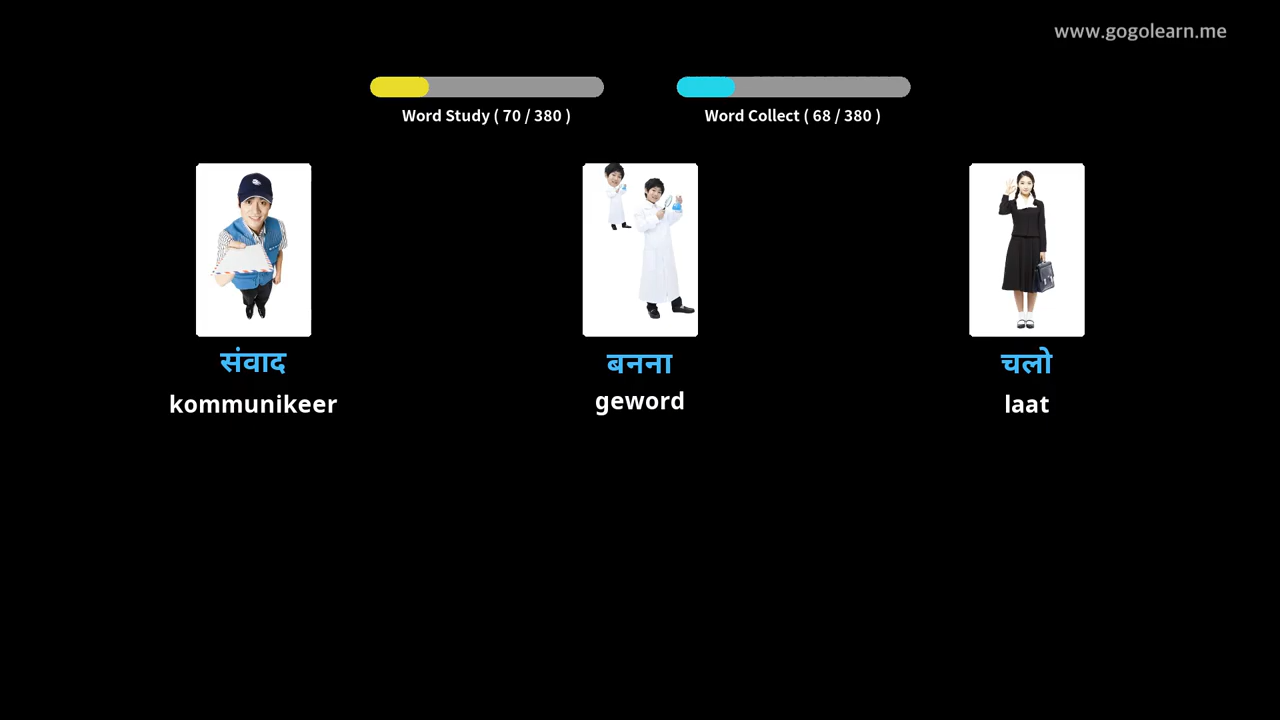 www.gogolearn.me
Word Study ( 70 / 380 )
Word Collect ( 68 / 380 )
संवाद
बनना
चलो
kommunikeer
geword
laat